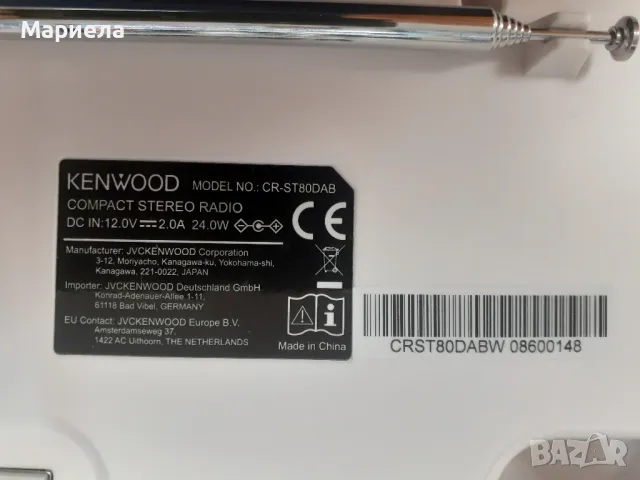 Мариела
KENWOOD MODEL NO.: CR-ST80DAB
COMPACT STEREO RADIO
DC IN:12.0V 2.0A 24.0W
CE
Manufacturer: JVCKENWOOD Corporation
3-12, Moriyacho, Kanagawa-ku, Yokohama-shi,
Kanagawa, 221-0022, JAPAN
Importer: JVCKENWOOD Deutschland GmbH
Konrad-Adenauer-Allee 1-11,
61118 Bad Vibel, GERMANY
EU Contact: JVCKENWOOD Europe B.V.
Amsterdamseweg 37,
1422 AC Uithoorn, THE NETHERLANDS
Made in China
CRST80DABW 08600148
BAZAR.bg